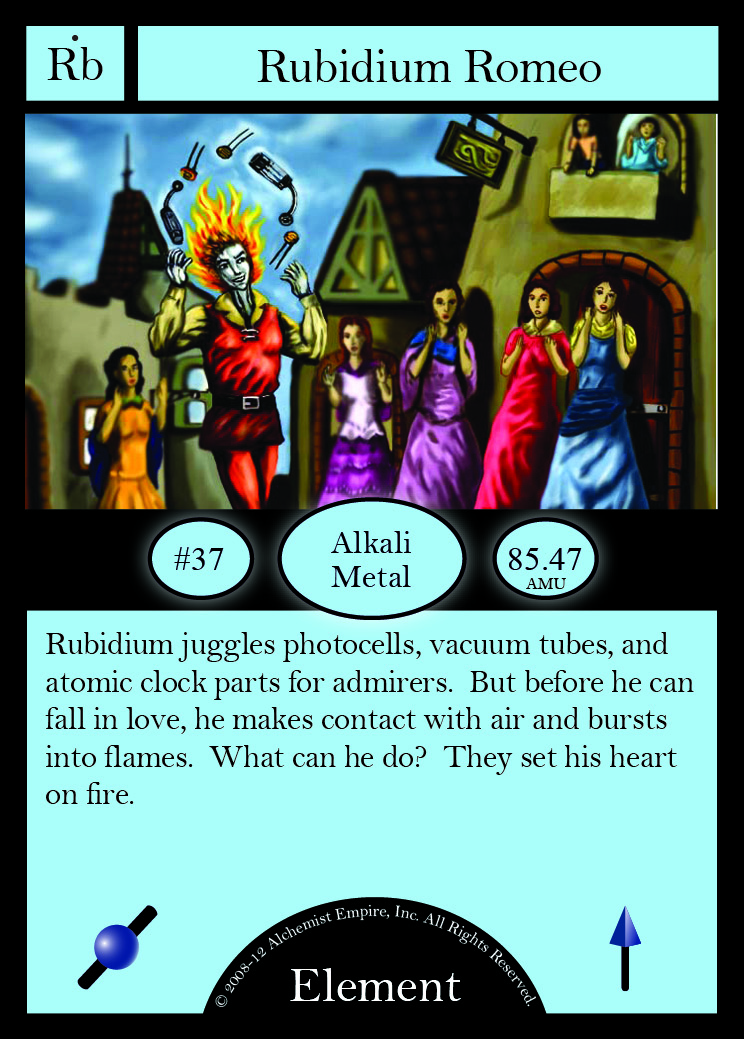 Ṙb
Rubidium Romeo
#37
Alkali
Metal
85.47
AMU
Rubidium juggles photocells, vacuum tubes, and
atomic clock parts for admirers.  But before he can
fall in love, he makes contact with air and bursts
into flames.  What can he do?  They set his heart
on fire.
© 2008-12 Alchemist Empire, Inc. All Rights Reserved.
Element